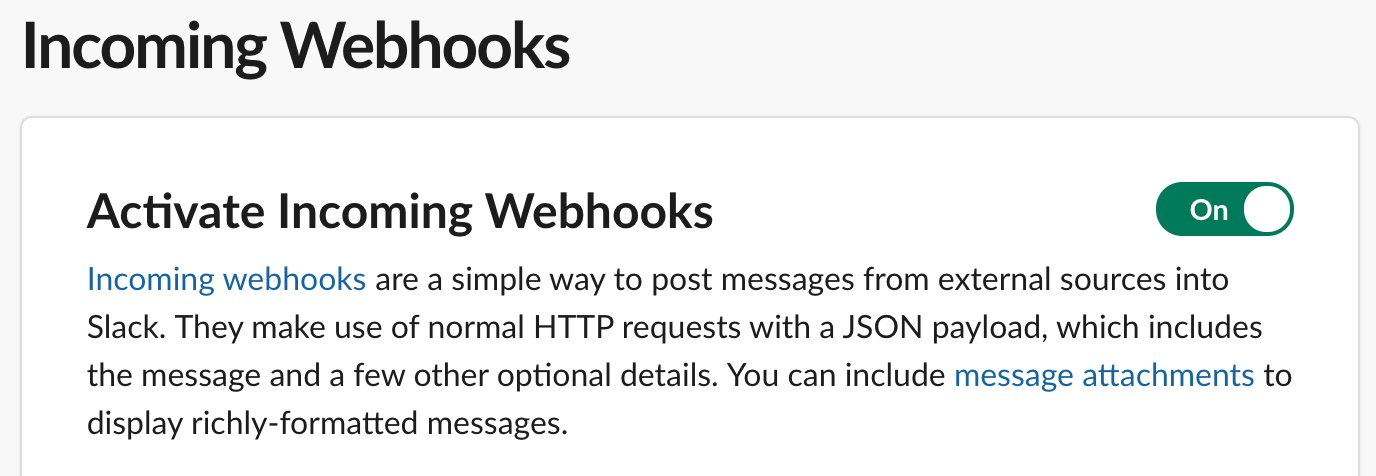 Incoming Webhooks
Activate Incoming Webhooks
On
Incoming webhooks are a simple way to post messages from external sources into
Slack. They make use of normal HTTP requests with a JSON payload, which includes
the message and a few other optional details. You can include message attachments to
display richly-formatted messages.